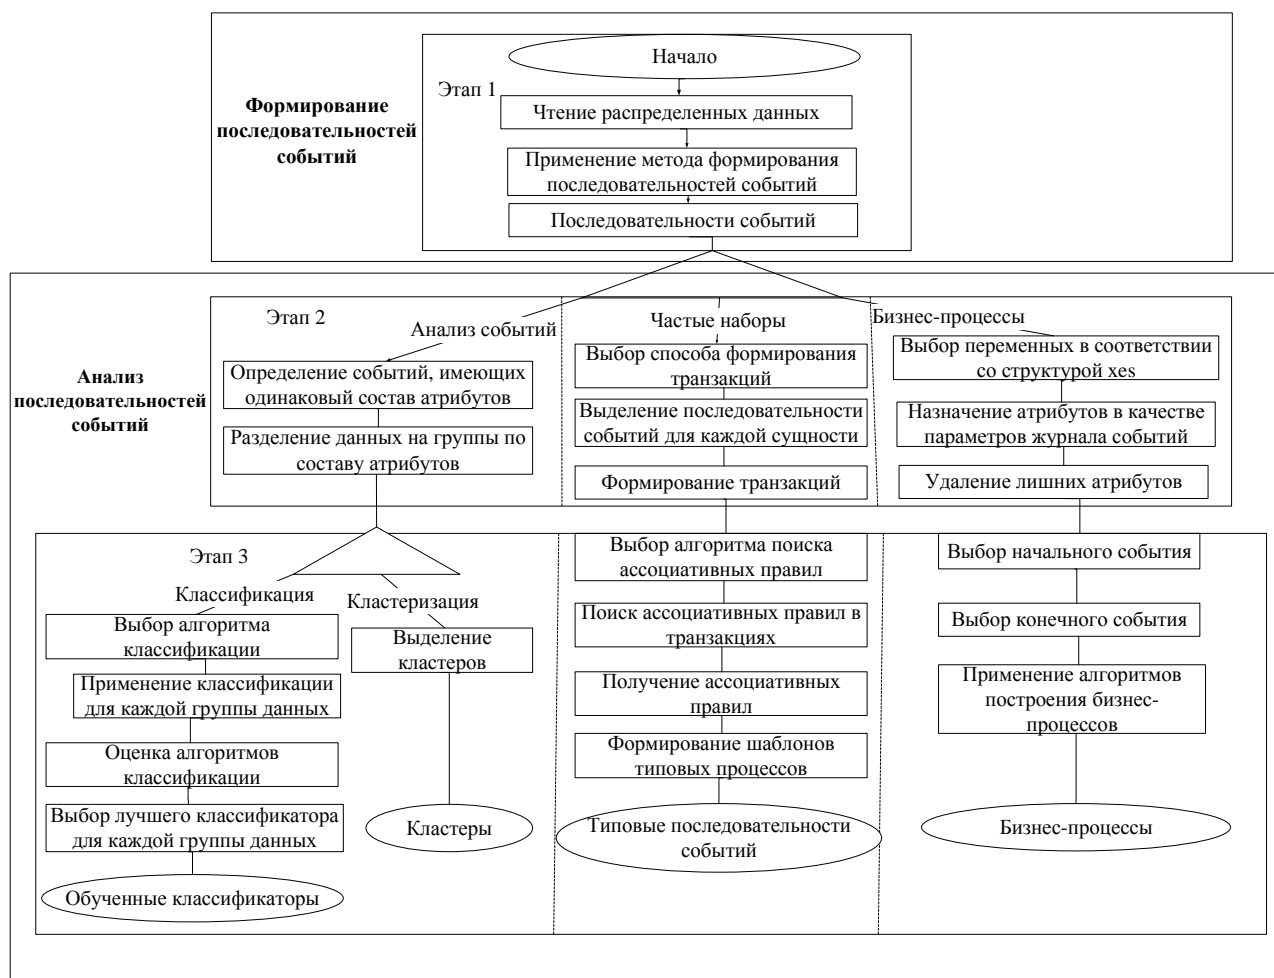 Начало
Этап 1
Формирование
последовательностей
событий
Чтение распределенных данных
Применение метода формирования
последовательностей событий
Последовательности событий
Анализ
последовательностей
событий
Этап 2
Анализ событий
Определение событий, имеющих
одинаковый состав атрибутов
Разделение данных на группы по
составу атрибутов
Частые наборы
Выбор способа формирования
транзакций
Выделение последовательности
событий для каждой сущности
Формирование транзакций
Бизнес-процессы
Выбор переменных в соответствии
со структурой xes
Назначение атрибутов в качестве
параметров журнала событий
Удаление лишних атрибутов
Этап 3
Классификация
Выбор алгоритма
классификации
Применение классификации
для каждой группы данных
Оценка алгоритмов
классификации
Выбор лучшего классификатора
для каждой группы данных
Обученные классификаторы
Кластеризация
Выделение
кластеров
Кластеры
Выбор алгоритма поиска
ассоциативных правил
Поиск ассоциативных правил в
транзакциях
Получение ассоциативных
правил
Формирование шаблонов
типовых процессов
Типовые последовательности
событий
Выбор начального события
Выбор конечного события
Применение алгоритмов
построения бизнес-
процессов
Бизнес-процессы